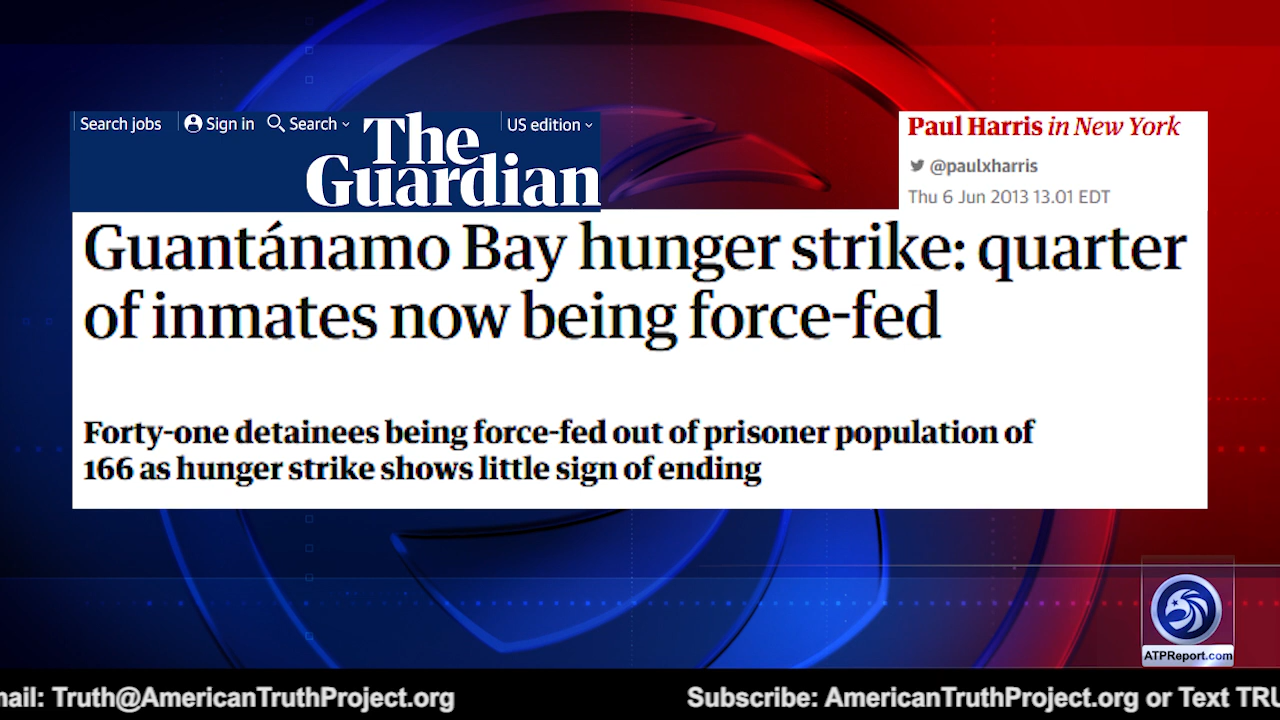 Search jobs Sign in Search US edition
The
Guardian
Paul Harris in New York
@paulxharris
Thu 6 Jun 2013 13.01 EDT
Guantánamo Bay hunger strike: quarter
of inmates now being force-fed
Forty-one detainees being force-fed out of prisoner population of
166 as hunger strike shows little sign of ending
ATPReport.com
mail: Truth@AmericanTruthProject.org Subscribe: AmericanTruthProject.org or Text TRU